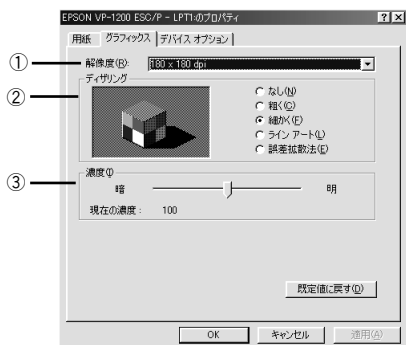 EPSON VP-1200 ESC/P - LPT1:のプロパティ
用紙 グラフィックス デバイス オプション
① 解像度(R): 180 x 180 dpi
② ディザリング
なし(N)
粗く(C)
細かく(F)
ライン アート(L)
誤差拡散法(E)
③ 濃度(I)
暗 明
現在の濃度: 100
既定値に戻す(D)
OK キャンセル 適用(A)